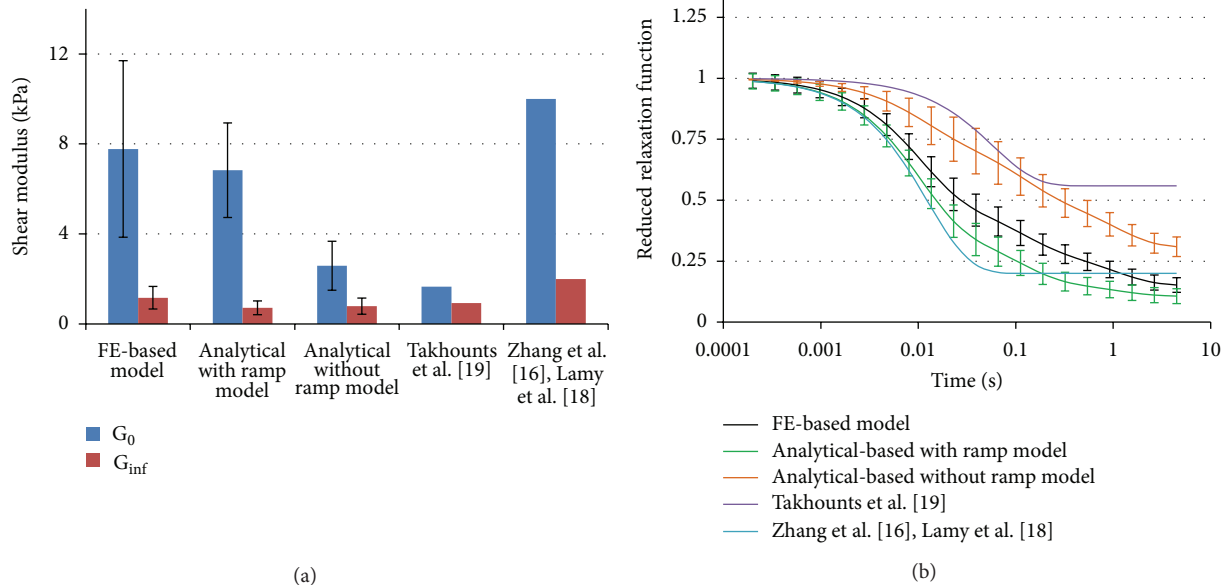 Shear modulus (kPa)
12
8
4
0
FE-based
model
Analytical
with ramp
model
Analytical
without
ramp model
Takhounts
et al. [19]
Zhang et al.
[16], Lamy
et al. [18]
G0
Ginf
(a)
Reduced relaxation function
1.25
1
0.75
0.5
0.25
0
0.0001
0.001
0.01
0.1
1
10
Time (s)
FE-based model
Analytical-based with ramp model
Analytical-based without ramp model
Takhounts et al. [19]
Zhang et al. [16], Lamy et al. [18]
(b)